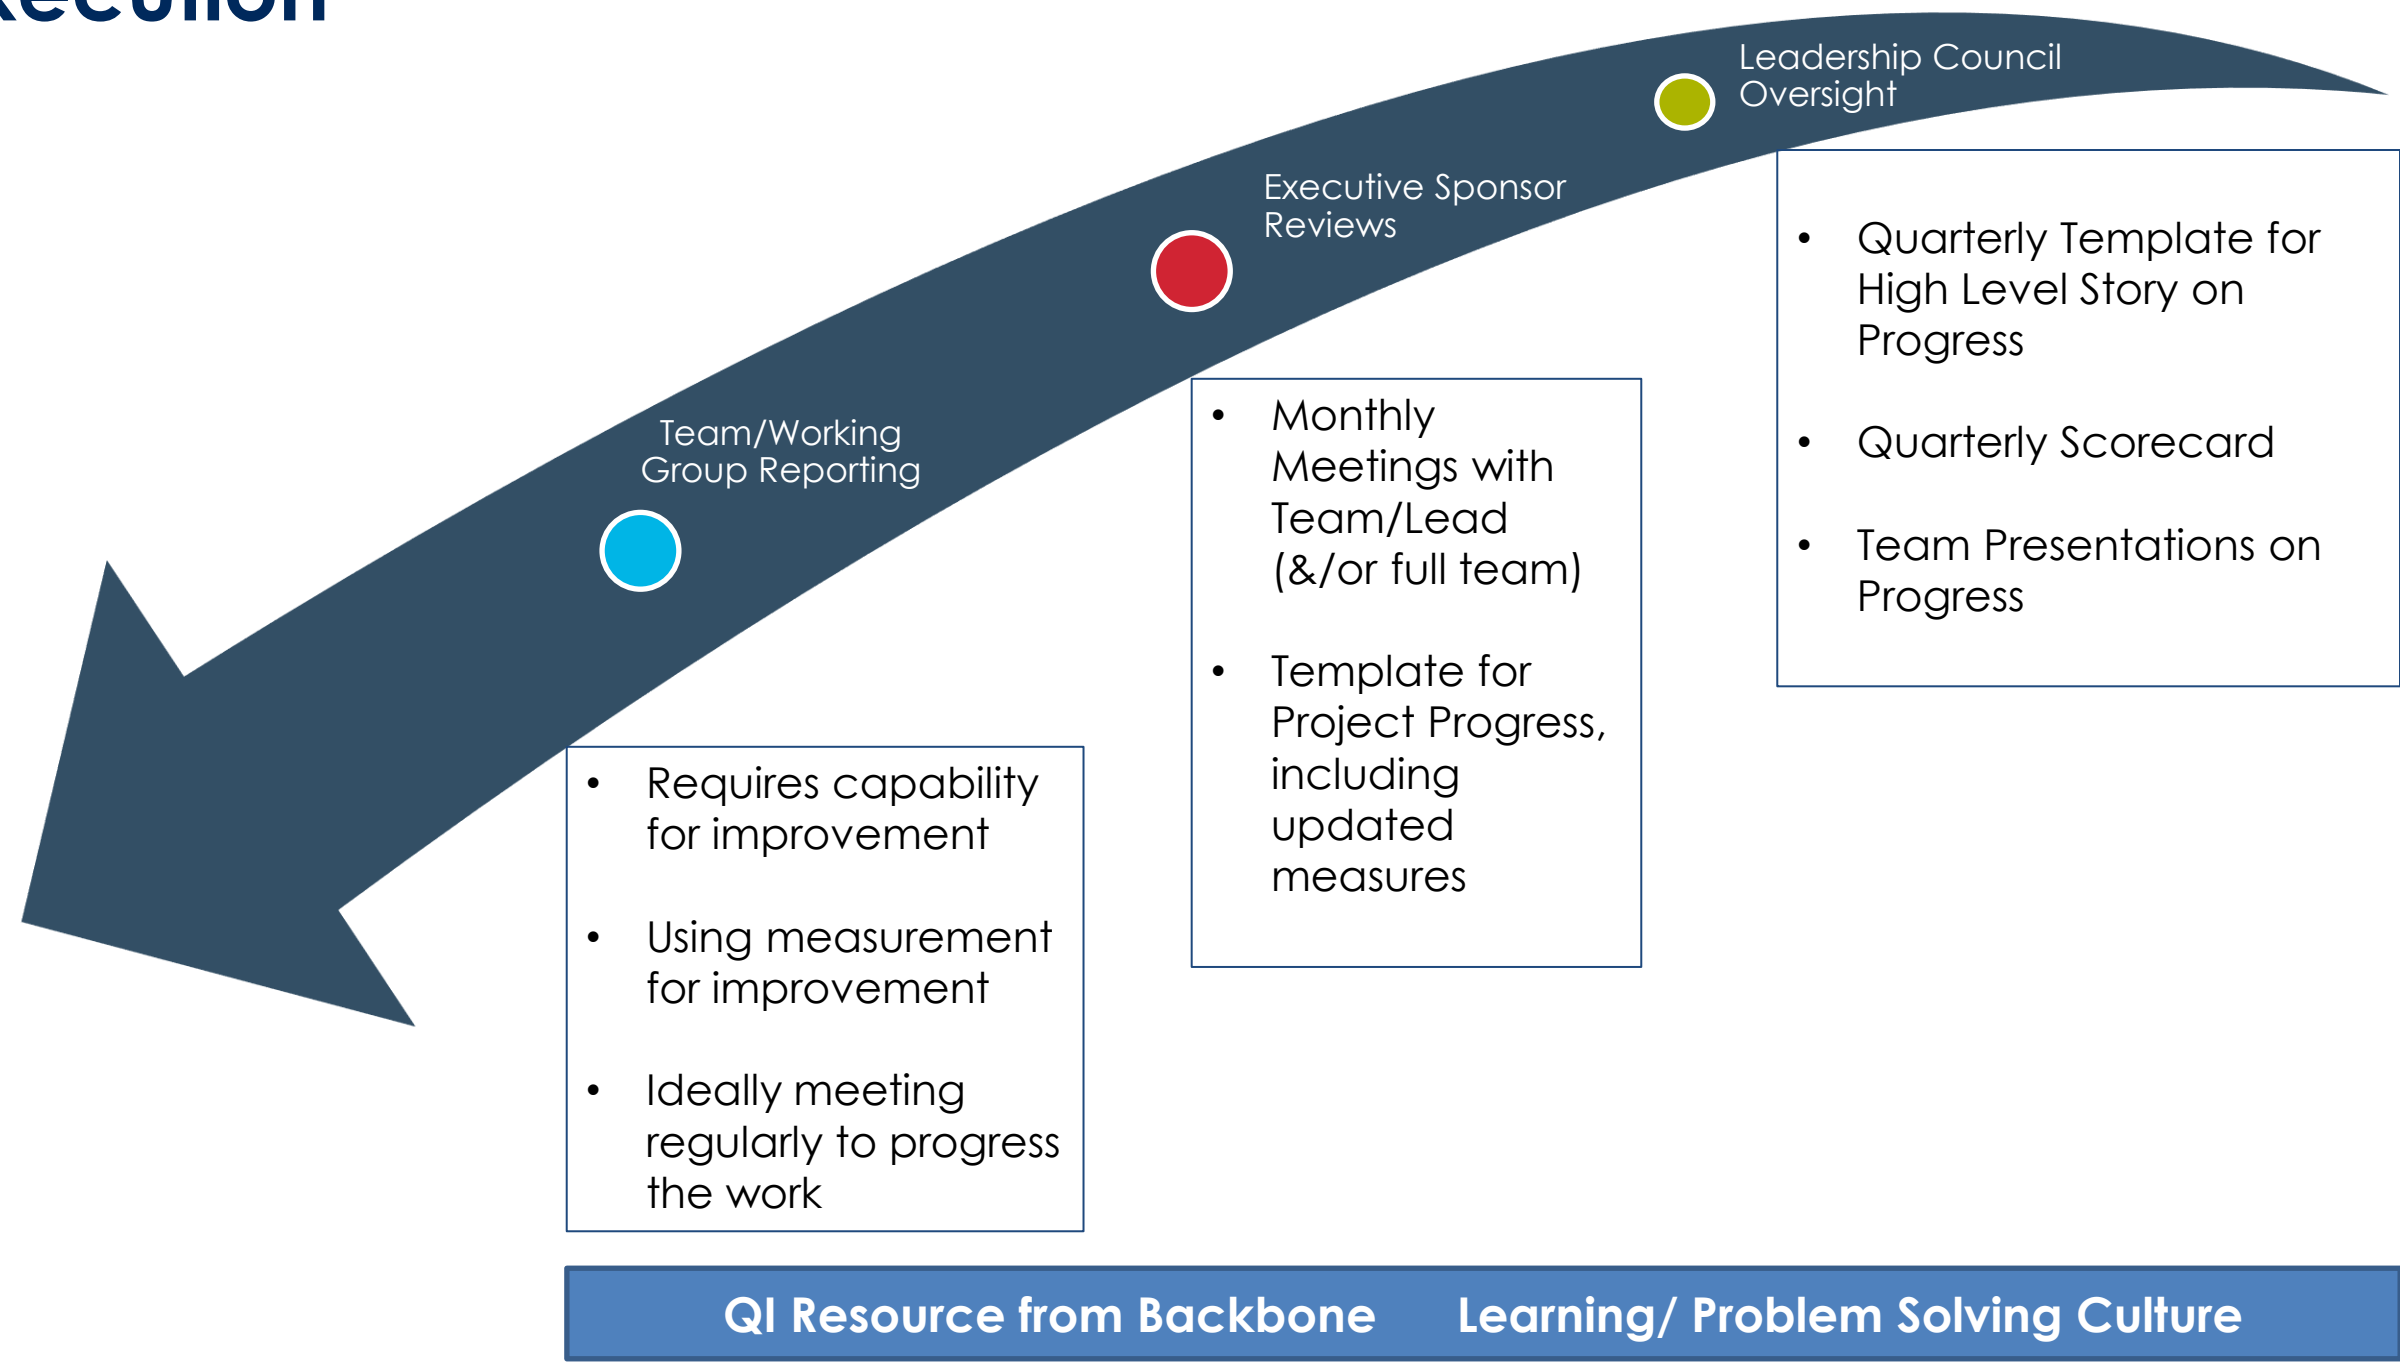 Leadership Council
Oversight
Executive Sponsor
Reviews
Team/Working
Group Reporting
• Quarterly Template for
High Level Story on
Progress
• Quarterly Scorecard
• Team Presentations on
Progress
• Monthly
Meetings with
Team/Lead
(&/or full team)
• Template for
Project Progress,
including
updated
measures
• Requires capability
for improvement
• Using measurement
for improvement
• Ideally meeting
regularly to progress
the work
QI Resource from Backbone Learning/ Problem Solving Culture